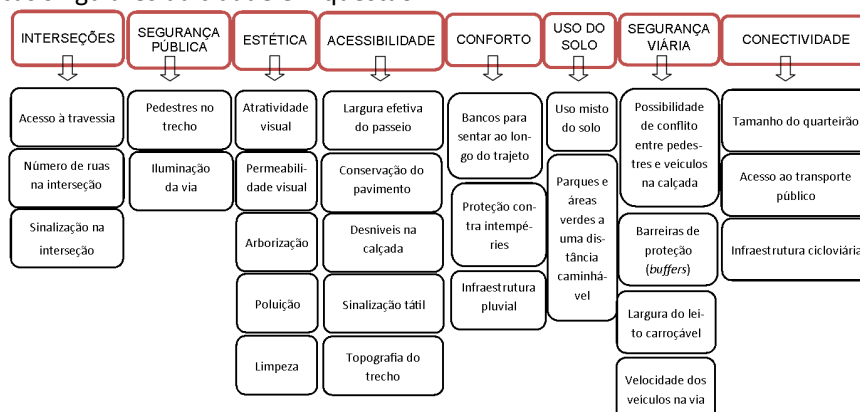 INTERSEÇÕES
SEGURANÇA
PÚBLICA
ESTÉTICA
ACESSIBILIDADE
CONFORTO
USO DO
SOLO
SEGURANÇA
VIÁRIA
CONECTIVIDADE
Acesso à travessia
Número de ruas
na interseção
Sinalização na
interseção
Pedestres no
trecho
Iluminação
da via
Atratividade
visual
Permeabili-
dade visual
Arborização
Poluição
Limpeza
Largura efetiva
do passeio
Conservação do
pavimento
Desníveis na
calçada
Sinalização tátil
Topografia do
trecho
Bancos para
sentar ao lon-
go do trajeto
Proteção con-
tra intempé-
ries
Infraestrutura
pluvial
Uso misto
do solo
Parques e
áreas
verdes a
uma dis-
tância
caminhá-
vel
Possibilidade
de conflito
entre pedes-
tres e veículos
na calçada
Barreiras de
proteção
(buffers)
Largura do lei-
to carroçável
Velocidade dos
veículos na via
Tamanho do quarteirão
Acesso ao transporte
público
Infraestrutura cicloviária